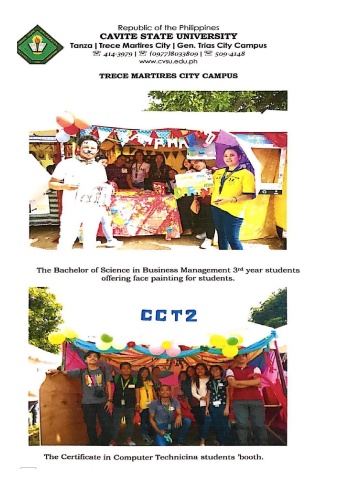 Republic of the Philippines
CAVITE STATE UNIVERSITY
Tanza | Trece Martires City | Gen. Trias City Campus
☏ 414-3979 | ☏ (0977)8033809 | ☏ 509-4148
www.cvsu.edu.ph
TRECE MARTIRES CITY CAMPUS
The Bachelor of Science in Business Management 3rd year students
offering face painting for students.
CCT2
The Certificate in Computer Technicina students 'booth.